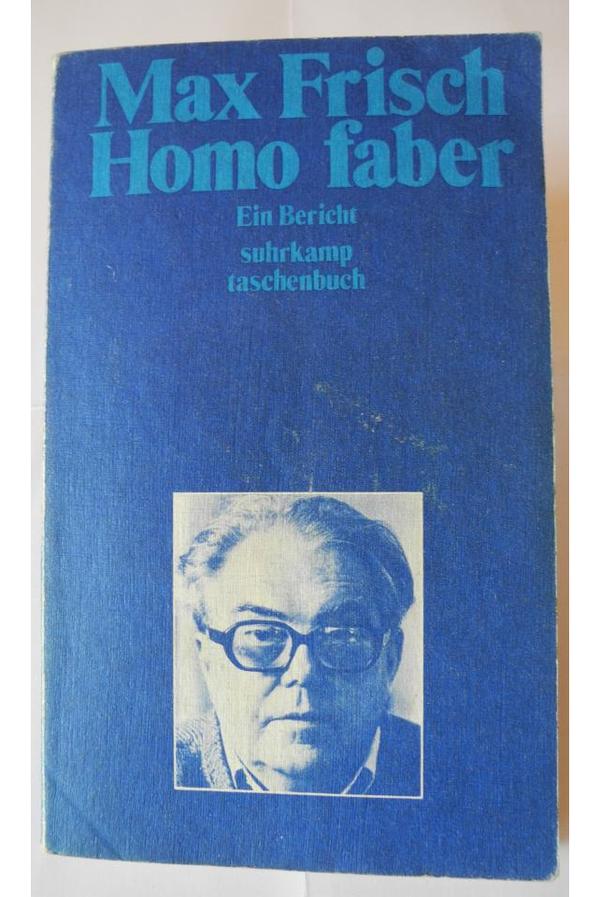 Max Frisch
Homo faber
Ein Bericht
suhrkamp
taschenbuch